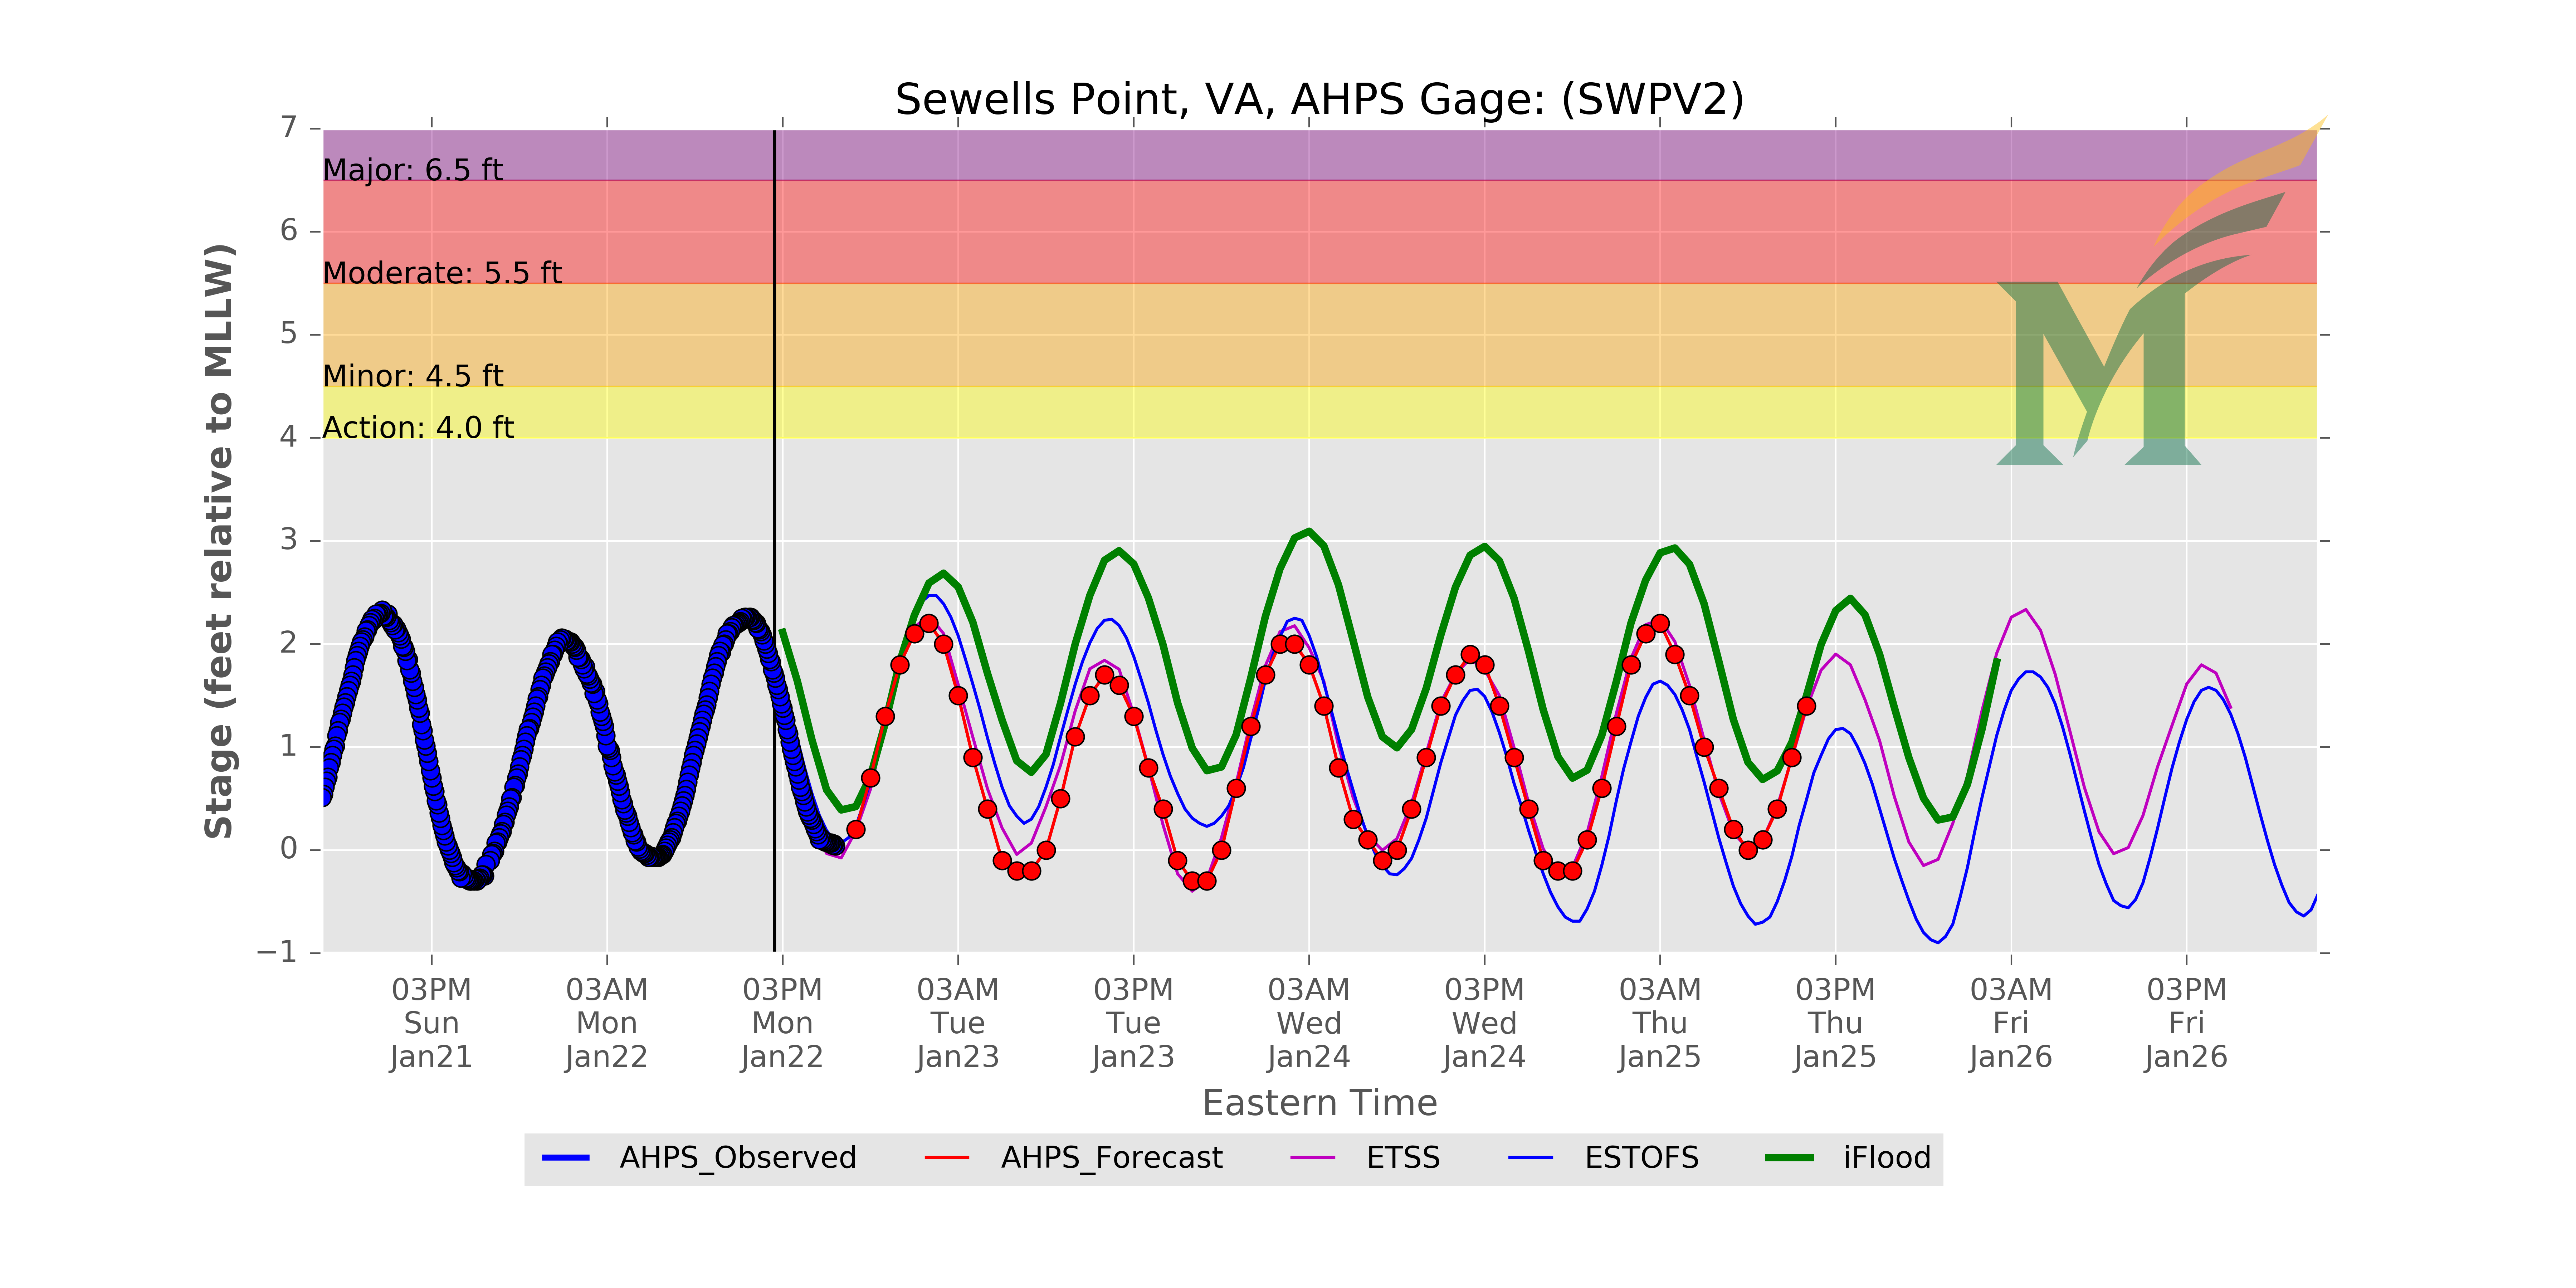 Sewells Point, VA, AHPS Gage: (SWPV2)
7
6
5
4
3
2
1
0
−1
Stage (feet relative to MLLW)
Major: 6.5 ft
Moderate: 5.5 ft
Minor: 4.5 ft
Action: 4.0 ft
M
03PM 03AM 03PM 03AM 03PM 03AM 03PM 03AM 03PM 03AM 03PM
Sun Mon Mon Tue Tue Wed Wed Thu Thu Fri Fri
Jan21 Jan22 Jan22 Jan23 Jan23 Jan24 Jan24 Jan25 Jan25 Jan26 Jan26
Eastern Time
AHPS_Observed AHPS_Forecast ETSS ESTOFS iFlood